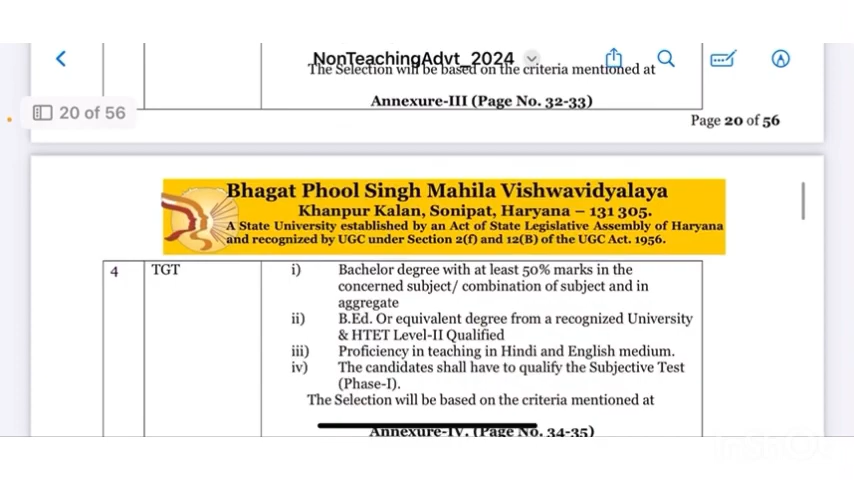 NonTeachingAdvt_2024
The Selection will be based on the criteria mentioned at
Annexure-III (Page No. 32-33)
20 of 56
Page 20 of 56
Bhagat Phool Singh Mahila Vishwavidyalaya
Khanpur Kalan, Sonipat, Haryana – 131 305.
A State University established by an Act of State Legislative Assembly of Haryana
and recognized by UGC under Section 2(f) and 12(B) of the UGC Act. 1956.
4 TGT i) Bachelor degree with at least 50% marks in the
concerned subject/ combination of subject and in
aggregate
ii) B.Ed. Or equivalent degree from a recognized University
& HTET Level-II Qualified
iii) Proficiency in teaching in Hindi and English medium.
iv) The candidates shall have to qualify the Subjective Test
(Phase-I).
The Selection will be based on the criteria mentioned at
Annexure-IV. (Page No. 34-35)